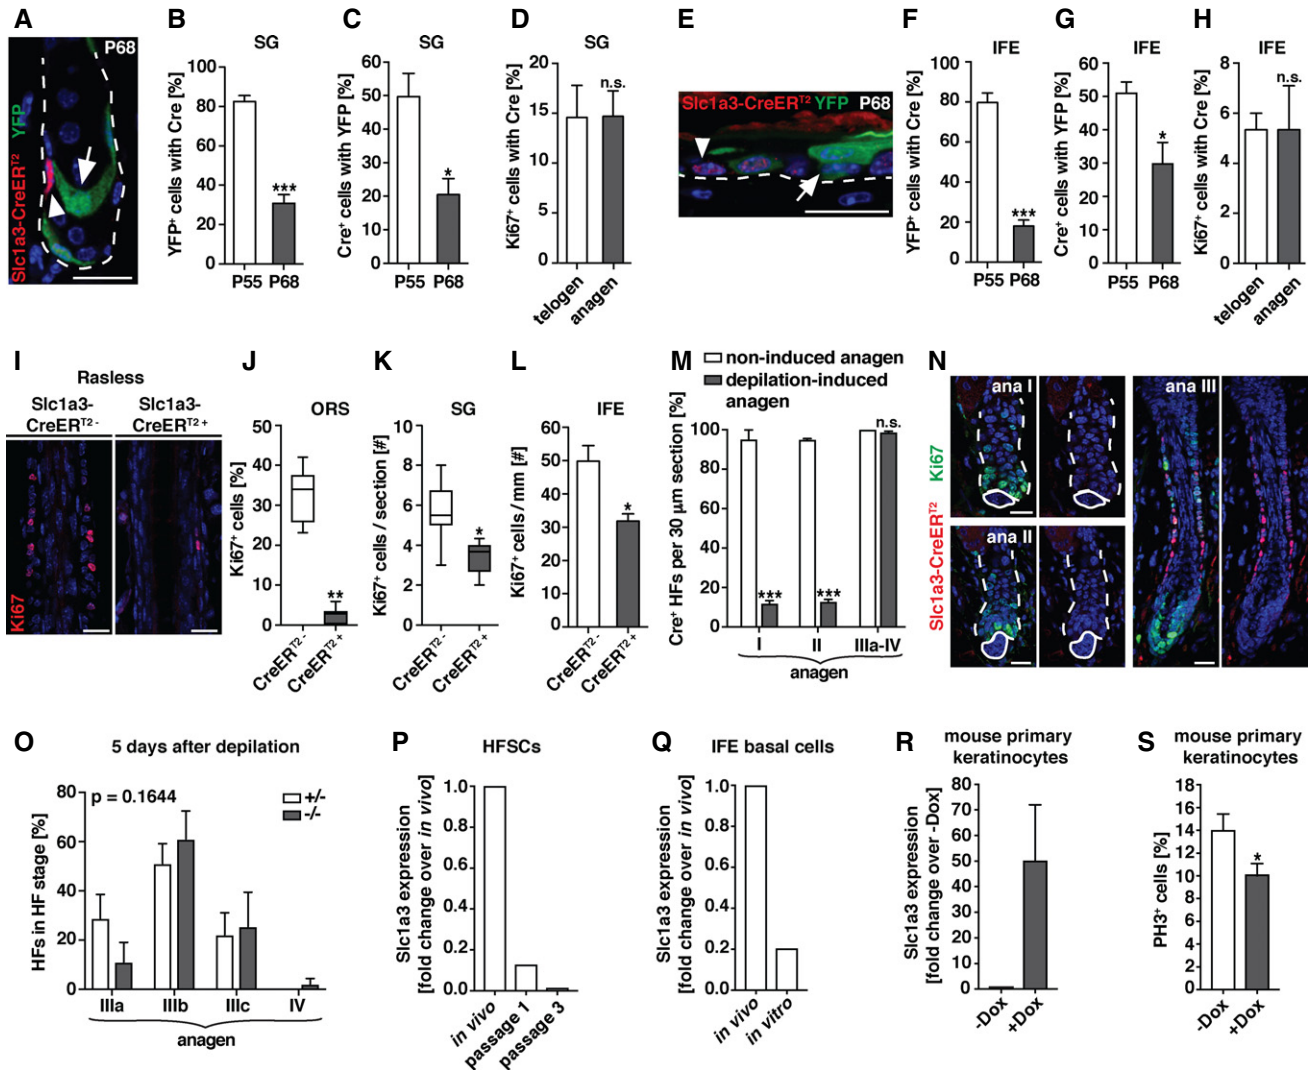 A
Slc1a3-CreERT2 YFP
P68
B
SG
YFP+ cells with Cre [%]
100
80
60
40
20
0
***
P55 P68
C
SG
Cre+ cells with YFP [%]
60
50
40
30
20
10
0
*
P55 P68
D
SG
Ki67+ cells with Cre [%]
20
15
10
5
0
n.s.
telogen
anagen
E
Slc1a3-CreERT2 YFP P68
F
IFE
YFP+ cells with Cre [%]
100
80
60
40
20
0
***
P55 P68
G
IFE
Cre+ cells with YFP [%]
60
50
40
30
20
10
0
*
P55 P68
H
IFE
Ki67+ cells with Cre [%]
8
6
4
2
0
n.s.
telogen
anagen
I
Rasless
Slc1a3-
CreERT2 -
Slc1a3-
CreERT2 +
Ki67
J
ORS
Ki67+ cells [%]
50
40
30
20
10
0
**
CreERT2 -
CreERT2 +
K
SG
Ki67+ cells / section [#]
10
8
6
4
2
0
*
CreERT2 -
CreERT2 +
L
IFE
Ki67+ cells / mm [#]
60
50
40
30
20
10
0
*
CreERT2 -
CreERT2 +
M
non-induced anagen
depilation-induced
anagen
Cre+ HFs per 30 µm section [%]
100
80
60
40
20
0
***
***
n.s.
I II IIIa-IV
anagen
N
Slc1a3-CreERT2 Ki67
ana I
ana II
ana III
O
5 days after depilation
HFs in HF stage [%]
80
60
40
20
0
p = 0.1644
+/-
-/-
IIIa IIIb IIIc IV
anagen
P
HFSCs
Slc1a3 expression
[fold change over in vivo]
1.0
0.8
0.6
0.4
0.2
0.0
in vivo
passage 1
passage 3
Q
IFE basal cells
Slc1a3 expression
[fold change over in vivo]
1.0
0.8
0.6
0.4
0.2
0.0
in vivo
in vitro
R
mouse primary
keratinocytes
Slc1a3 expression
[fold change over -Dox]
80
70
60
50
40
30
20
10
0
-Dox
+Dox
S
mouse primary
keratinocytes
PH3+ cells [%]
18
16
14
12
10
8
6
4
2
0
*
-Dox
+Dox